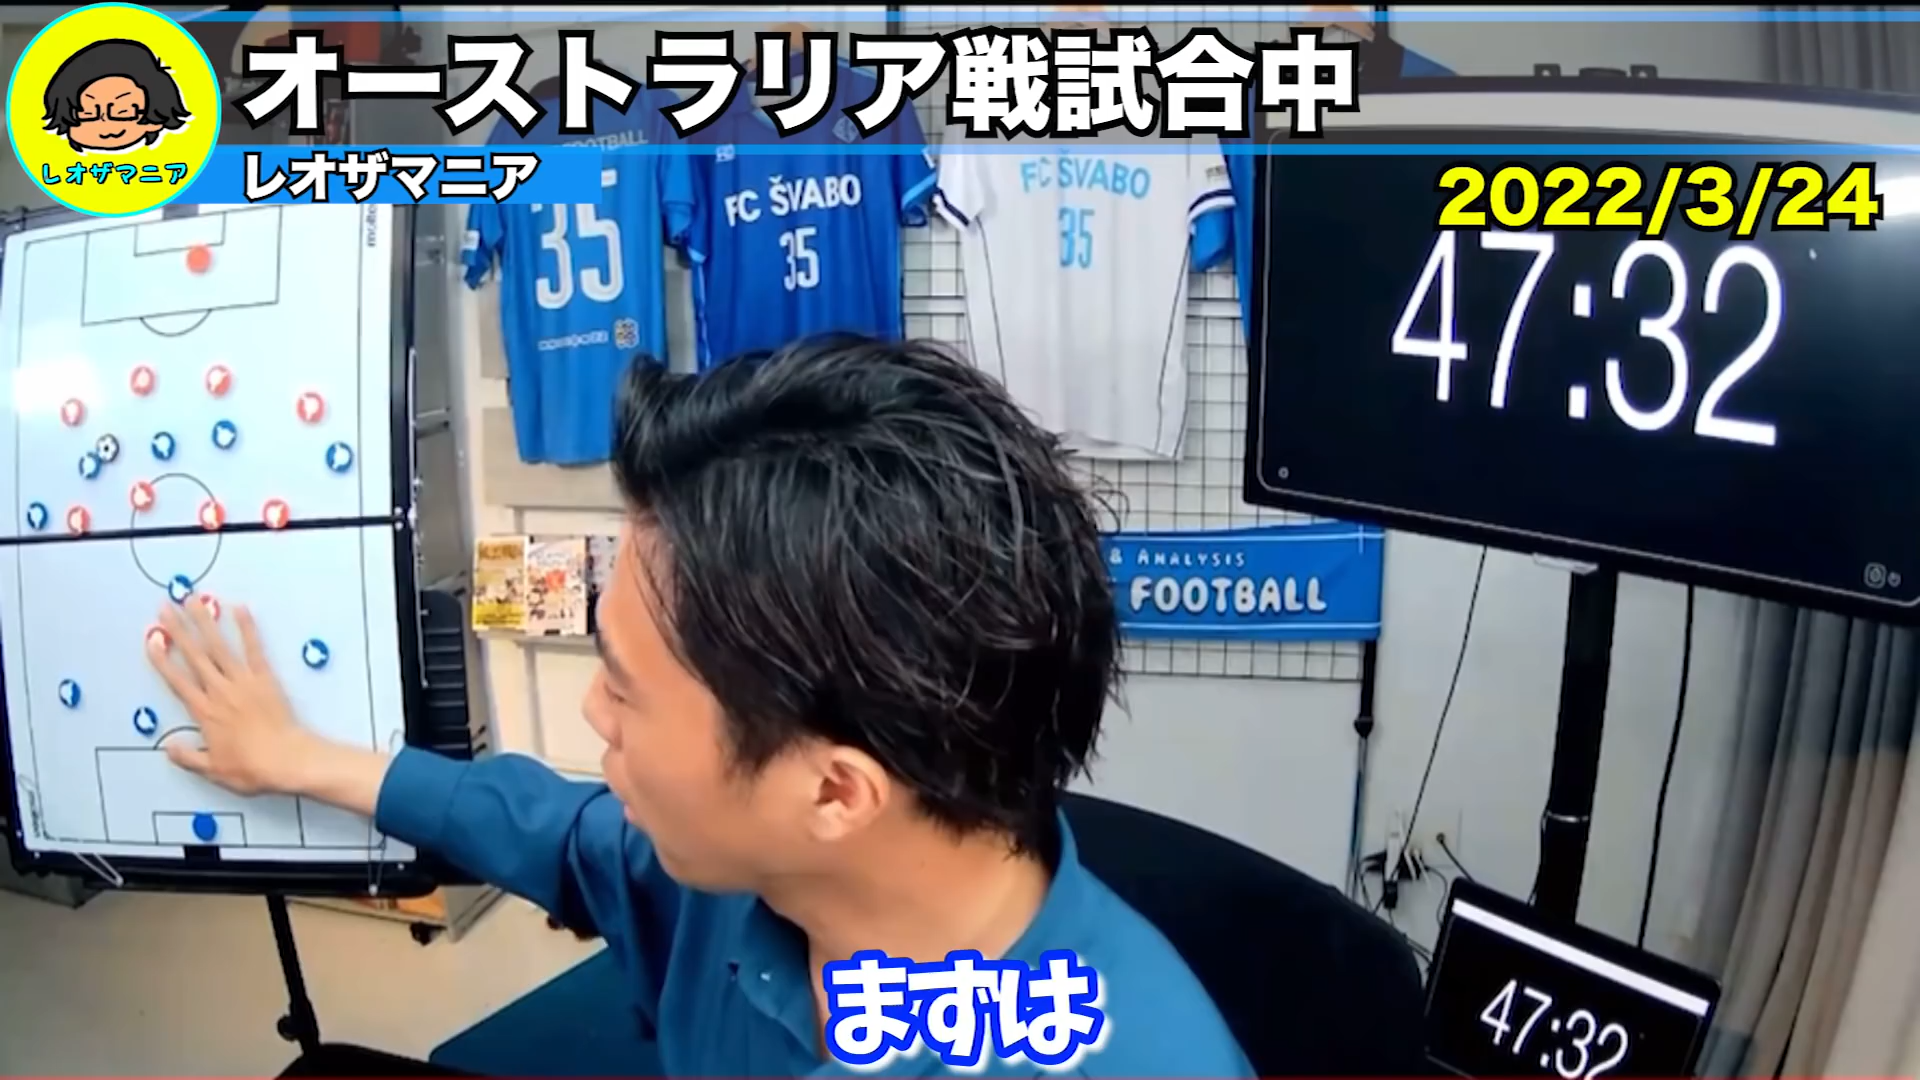 オーストラリア戦試合中
レオザマニア
レオザマニア
2022/3/24
47:32
FOOTBALL
35
FC ŠVABO
35
FC ŠVABO
35
& ANALYSIS
FOOTBALL
まずは
47:32